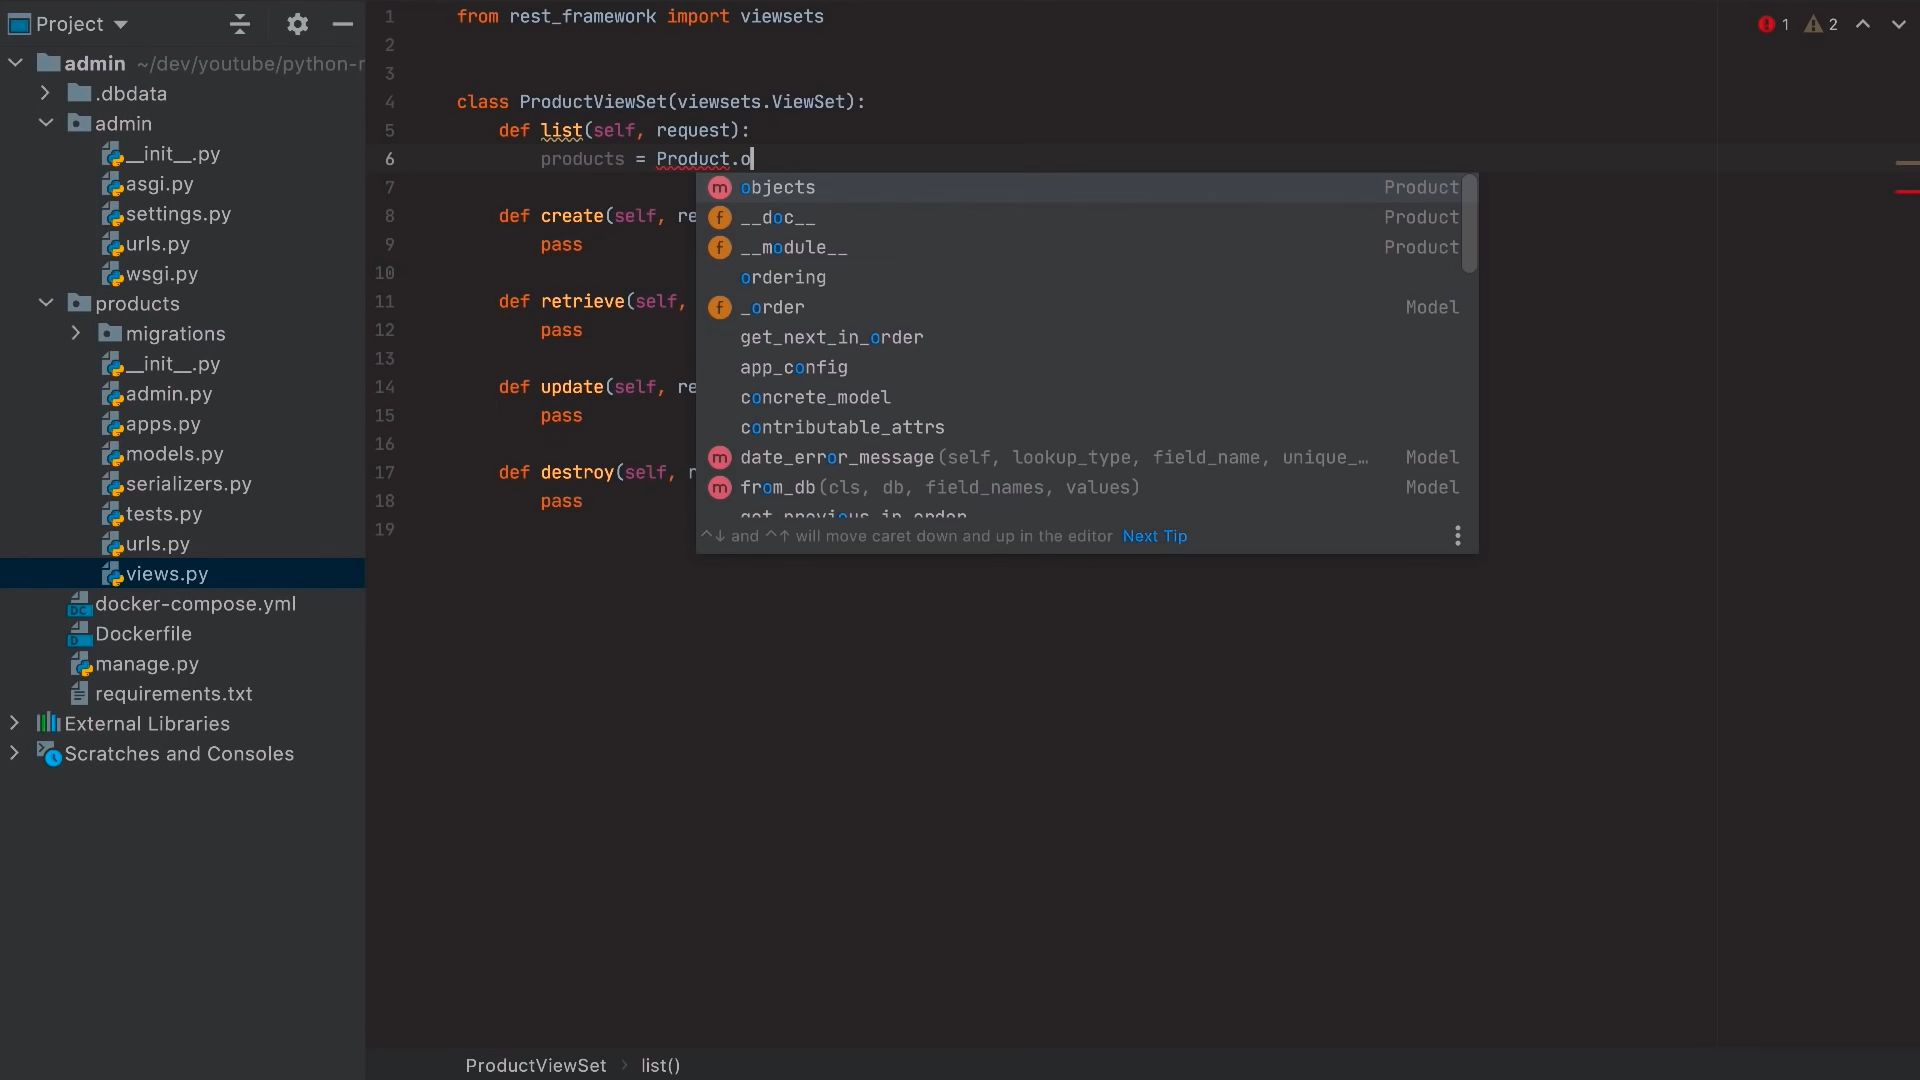 Project
admin ~/dev/youtube/python-r
.dbdata
admin
__init__.py
asgi.py
settings.py
urls.py
wsgi.py
products
migrations
__init__.py
admin.py
apps.py
models.py
serializers.py
tests.py
urls.py
views.py
docker-compose.yml
Dockerfile
manage.py
requirements.txt
External Libraries
Scratches and Consoles
1 from rest_framework import viewsets
2
3
4 class ProductViewSet(viewsets.ViewSet):
5 def list(self, request):
6 products = Product.o
7
8 def create(self, re
9 pass
10
11 def retrieve(self,
12 pass
13
14 def update(self, re
15 pass
16
17 def destroy(self, r
18 pass
19
objects Product
__doc__ Product
__module__ Product
ordering
_order Model
get_next_in_order
app_config
concrete_model
contributable_attrs
date_error_message(self, lookup_type, field_name, unique_… Model
from_db(cls, db, field_names, values) Model
get_previous_in_order
^↓ and ^↑ will move caret down and up in the editor Next Tip
1 2
ProductViewSet > list()